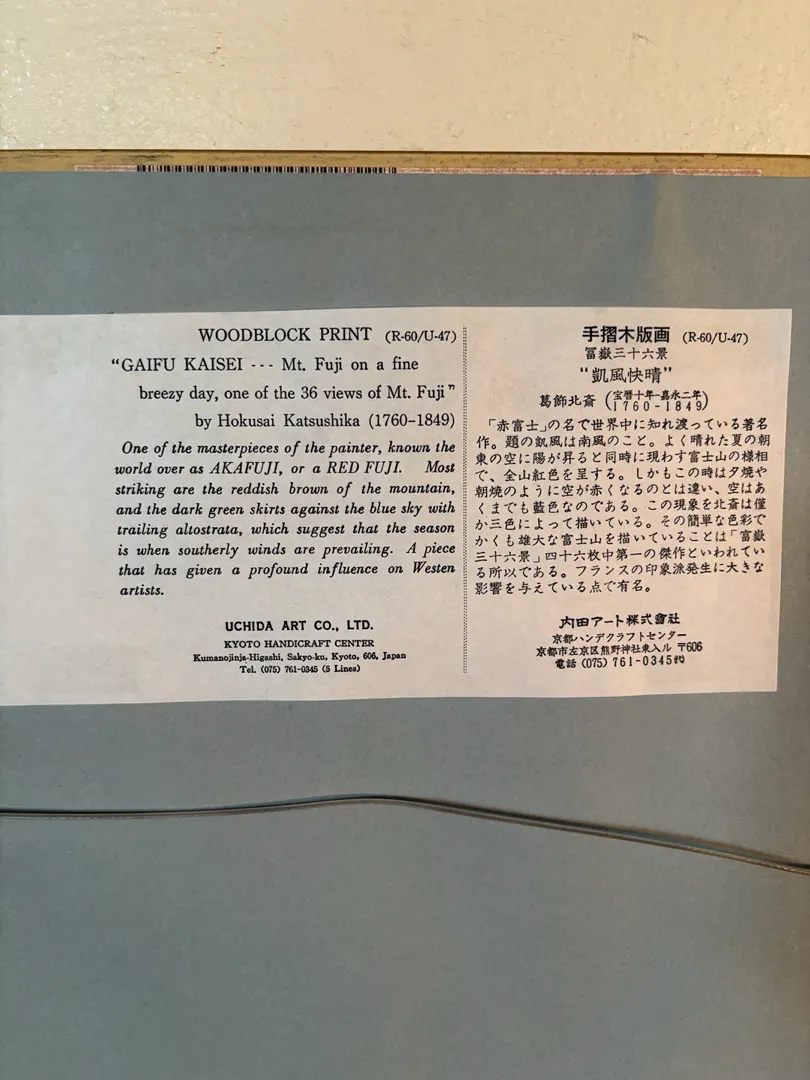 WOODBLOCK PRINT (R-60/U-47)
“GAIFU KAISEI --- Mt. Fuji on a fine
breezy day, one of the 36 views of Mt. Fuji”
by Hokusai Katsushika (1760-1849)
One of the masterpieces of the painter, known the
world over as AKAFUJI, or a RED FUJI. Most
striking are the reddish brown of the mountain,
and the dark green skirts against the blue sky with
trailing altostrata, which suggest that the season
is when southerly winds are prevailing. A piece
that has given a profound influence on Westen
artists.
UCHIDA ART CO., LTD.
KYOTO HANDICRAFT CENTER
Kumanojinja-Higashi, Sakyo-ku, Kyoto, 606, Japan
Tel. (075) 761-0345 (5 Lines)
手摺木版画 (R-60/U-47)
冨嶽三十六景
“凱風快晴”
葛飾北斎 (宝暦十年-嘉永二年
1760-1849)
「赤富士」の名で世界中に知れ渡っている著名
作。題の凱風は南風のこと。よく晴れた夏の朝
東の空に陽が昇ると同時に現わす富士山の様相
で、全山紅色を呈する。しかもこの時は夕焼や
朝焼のように空が赤くなるのとは違い、空はあ
くまでも藍色なのである。この現象を北斎は僅
か三色によって描いている。その簡単な色彩で
かくも雄大な富士山を描いていることは「富嶽
三十六景」四十六枚中第一の傑作といわれてい
る所以である。フランスの印象派発生に大きな
影響を与えている点で有名。
内田アート株式會社
京都ハンデクラフトセンター
京都市左京区熊野神社東入ル 〒606
電話 (075) 761-0345㈹